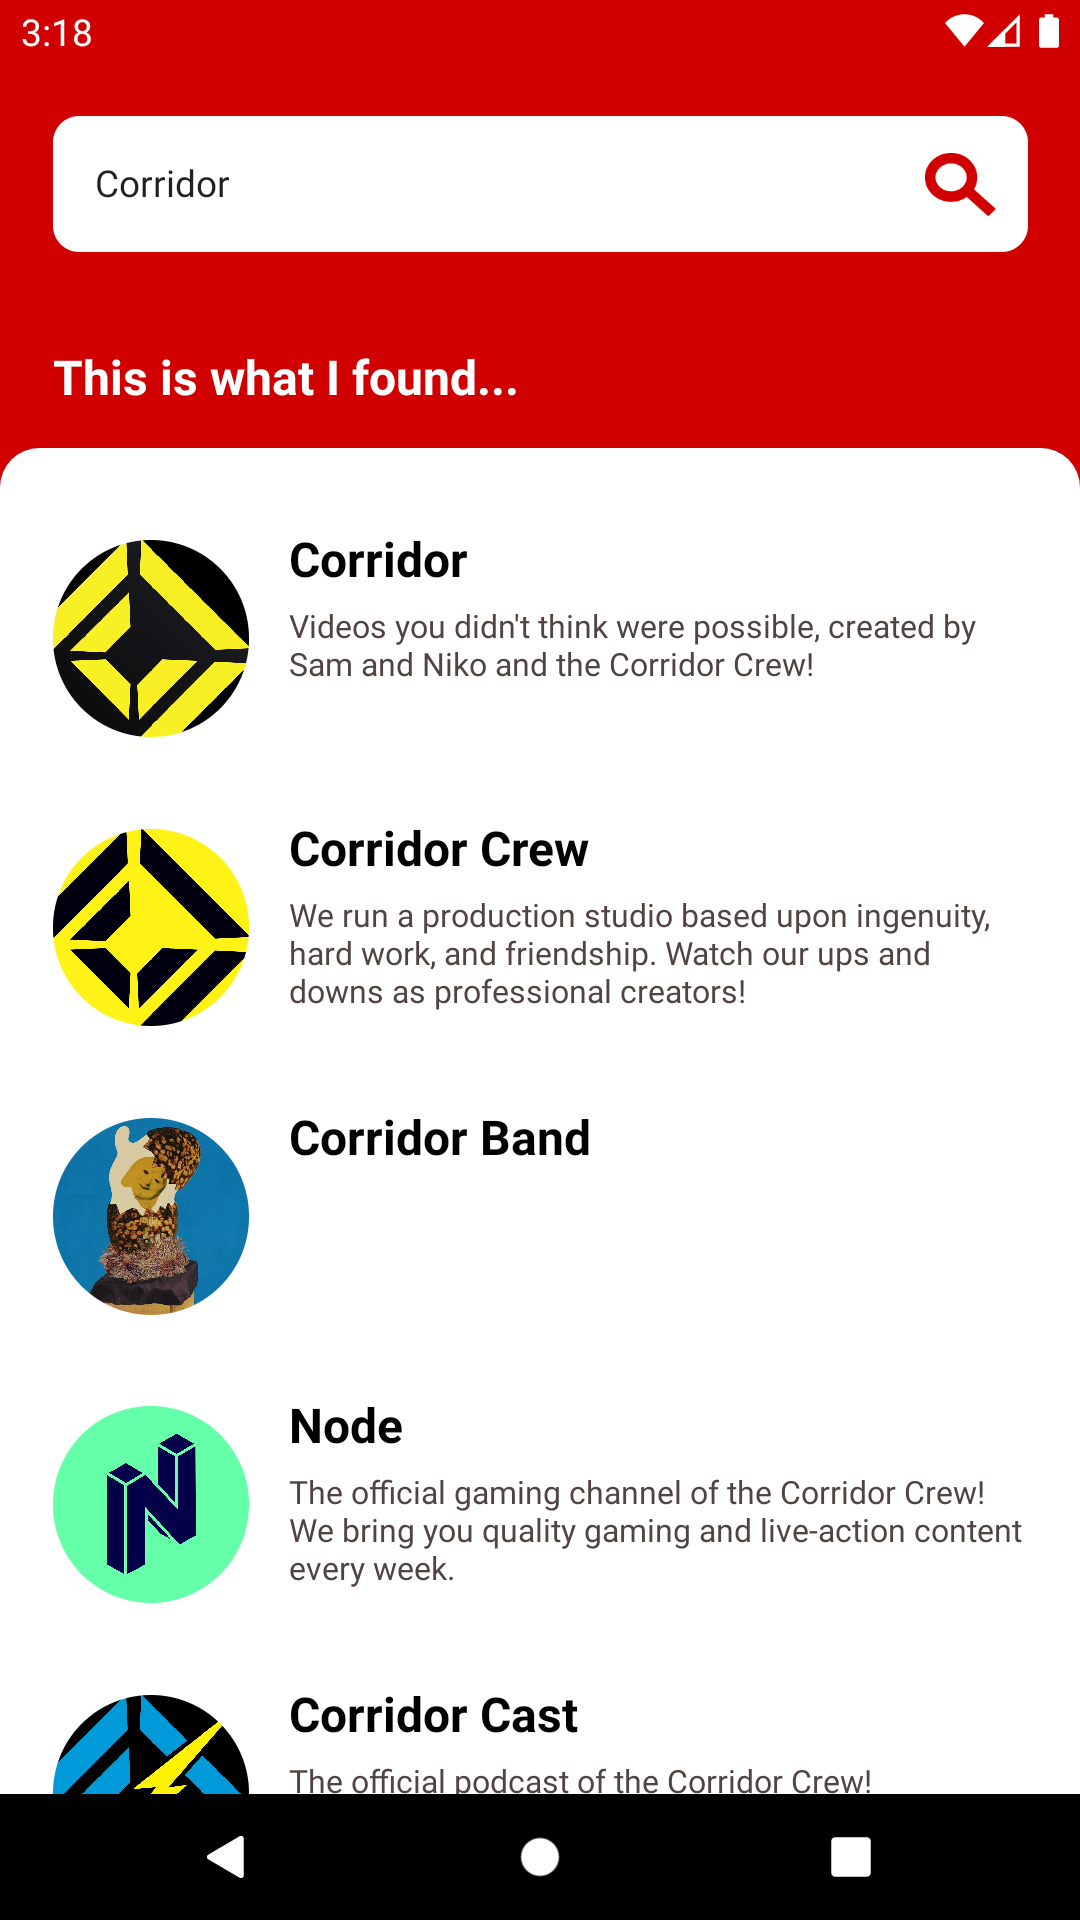 3:18
Corridor
This is what I found...
Corridor
Videos you didn't think were possible, created by
Sam and Niko and the Corridor Crew!
Corridor Crew
We run a production studio based upon ingenuity,
hard work, and friendship. Watch our ups and
downs as professional creators!
Corridor Band
Node
The official gaming channel of the Corridor Crew!
We bring you quality gaming and live-action content
every week.
Corridor Cast
The official podcast of the Corridor Crew!